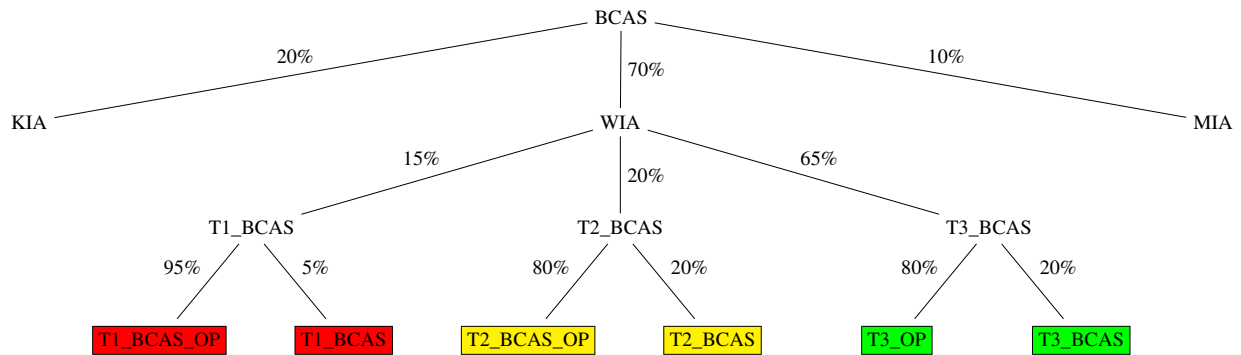 BCAS
20%
70%
10%
KIA
WIA
MIA
15%
20%
65%
T1_BCAS
T2_BCAS
T3_BCAS
95%
5%
80%
20%
80%
20%
T1_BCAS_OP
T1_BCAS
T2_BCAS_OP
T2_BCAS
T3_OP
T3_BCAS